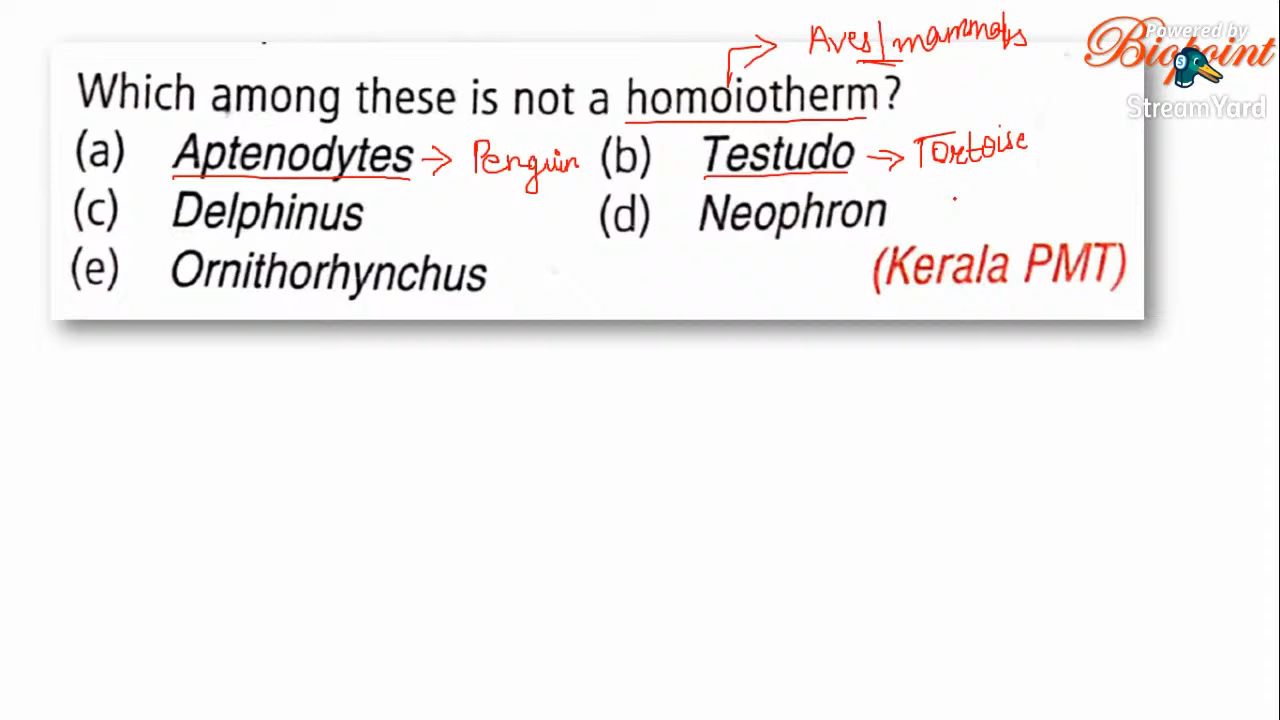 Aves/mammals
Powered by
Biopoint
StreamYard
Which among these is not a homoiotherm?
(a) Aptenodytes → Penguin (b) Testudo → Tortoise
(c) Delphinus (d) Neophron
(e) Ornithorhynchus (Kerala PMT)